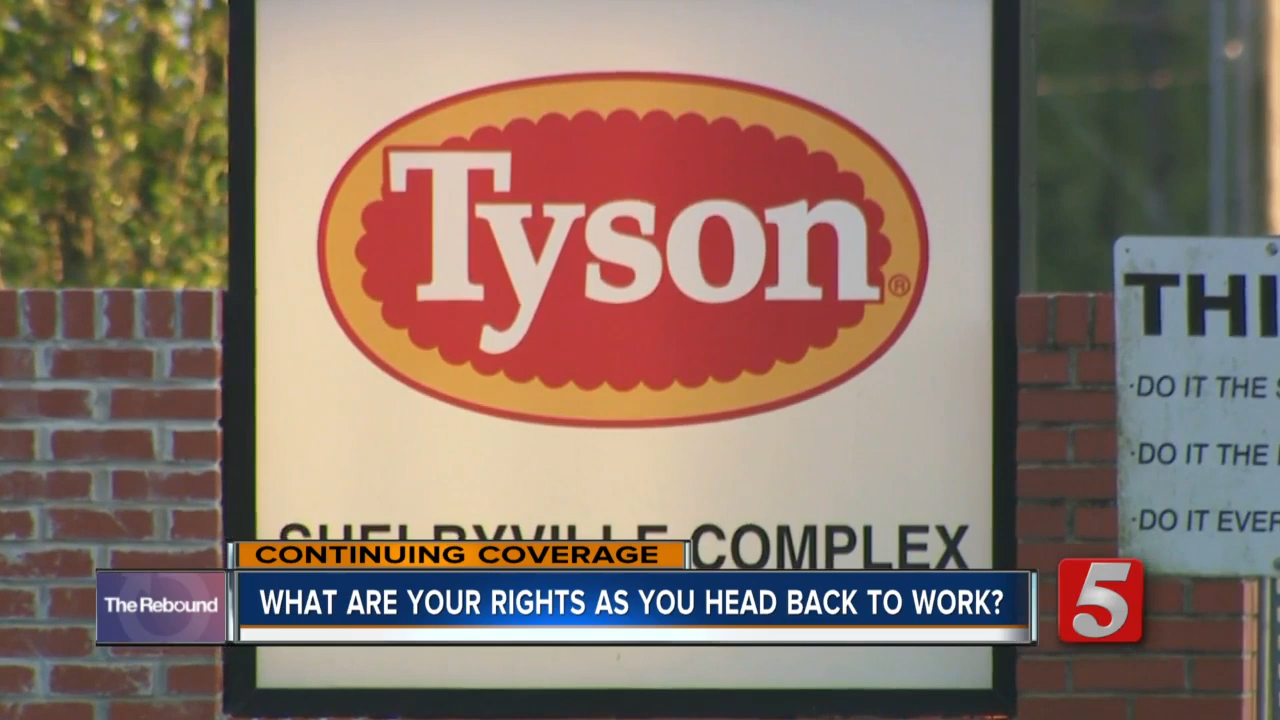 Tyson®
SHELBYVILLE COMPLEX
THI
·DO IT THE
·DO IT THE
·DO IT EVER
CONTINUING COVERAGE
The Rebound
WHAT ARE YOUR RIGHTS AS YOU HEAD BACK TO WORK?
5